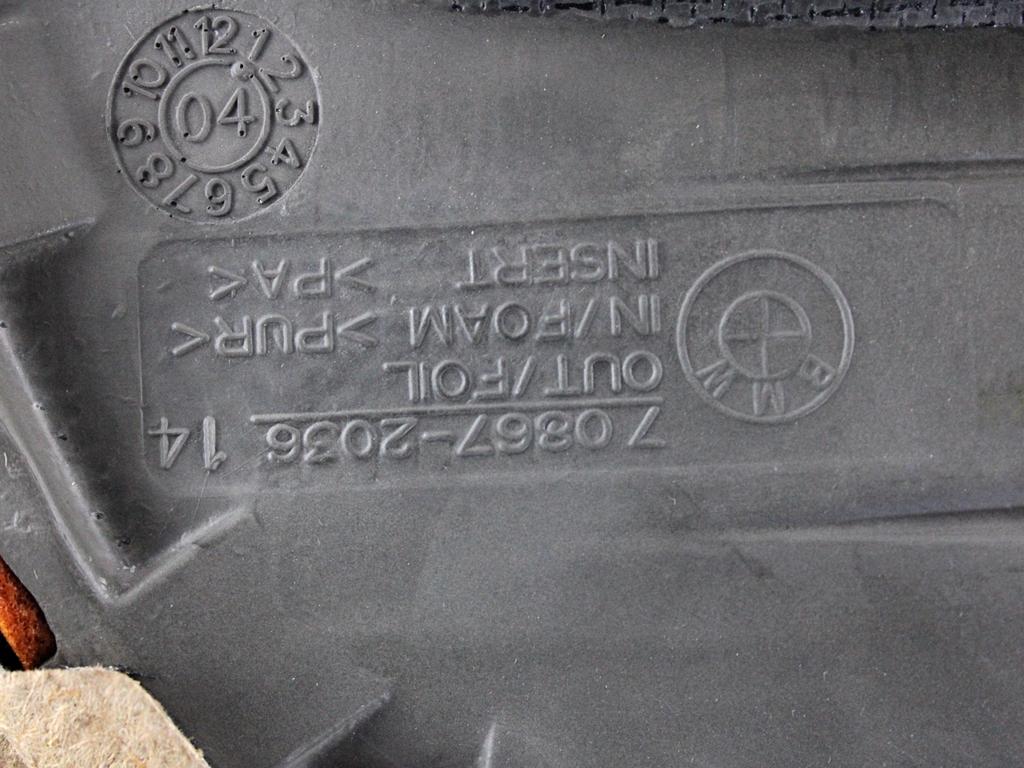 12 1 2 3 4 5 6 7 8 9 10 11
04
BMW
7 0867-2036 14
OUT/FOIL
IN/FOAM >PUR<
INSERT >PA<